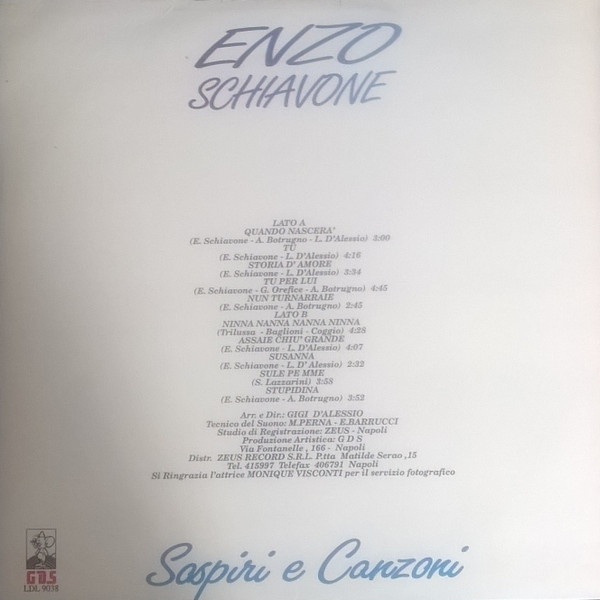 ENZO
SCHIAVONE
LATO A
QUANDO NASCERA'
(E. Schiavone - A. Botrugno - L. D'Alessio) 3:00
TU
(E. Schiavone - L. D'Alessio) 4:16
STORIA D' AMORE
(E. Schiavone - L. D'Alessio) 3:34
TU PER LUI
(E. Schiavone - G. Orefice - A. Botrugno) 4:45
NUN TURNARRAIE
(E. Schiavone - A. Botrugno) 2:45
LATO B
NINNA NANNA NANNA NINNA
(Trilussa - Baglioni - Coggio) 4:28
ASSAIE CHIU' GRANDE
(E. Schiavone - L. D'Alessio) 4:07
SUSANNA
(E. Schiavone - L. D' Alessio) 2:32
SULE PE MME
(S. Lazzarini) 3:58
STUPIDINA
(E. Schiavone - A. Botrugno) 3:52
Arr. e Dir.: GIGI D'ALESSIO
Tecnico del Suono: M.PERNA - E.BARRUCCI
Studio di Registrazione: ZEUS - Napoli
Produzione Artistica: G D S
Via Fontanelle , 166 - Napoli
Distr. ZEUS RECORD S.R.L. P.tta Matilde Serao ,15
Tel. 415997 Telefax 406791 Napoli
Si Ringrazia l'attrice MONIQUE VISCONTI per il servizio fotografico
GDS
LDL 9038
Sospiri e Canzoni